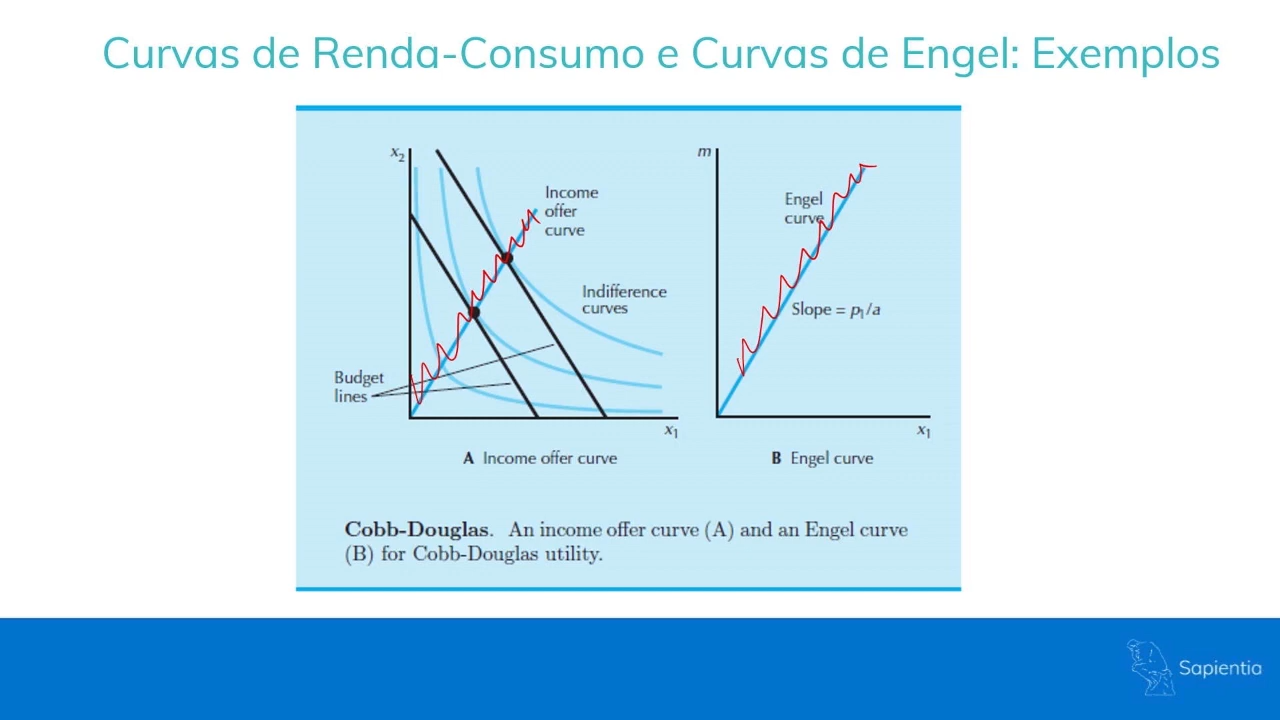 Curvas de Renda-Consumo e Curvas de Engel: Exemplos
x2
Income
offer
curve
Indifference
curves
Budget
lines
x1
A Income offer curve
m
Engel
curve
Slope = p1/a
x1
B Engel curve
Cobb-Douglas. An income offer curve (A) and an Engel curve
(B) for Cobb-Douglas utility.
Sapientia